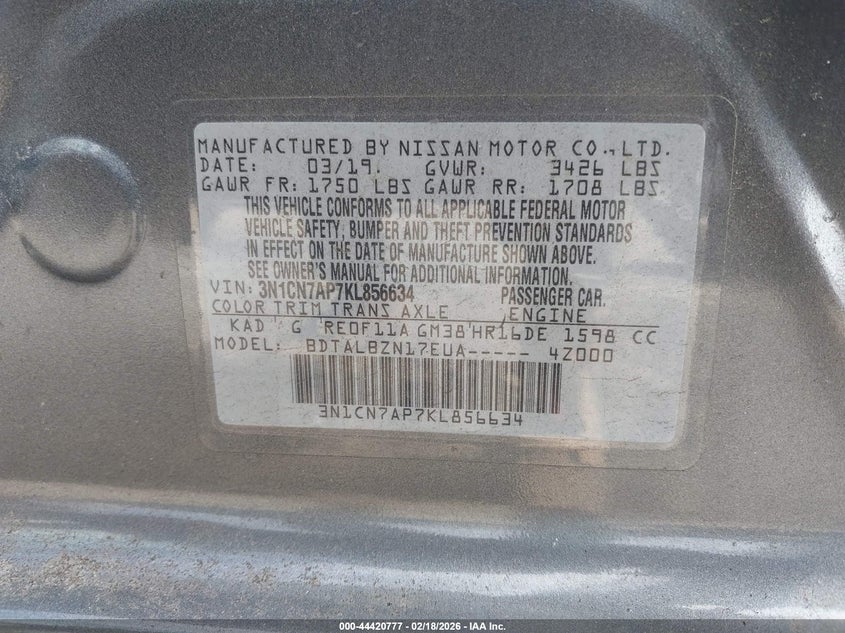 MANUFACTURED BY NISSAN MOTOR CO.,LTD.
DATE: 03/19. GVWR: 3426 LBS
GAWR FR: 1750 LBS GAWR RR: 1708 LBS
THIS VEHICLE CONFORMS TO ALL APPLICABLE FEDERAL MOTOR
VEHICLE SAFETY, BUMPER AND THEFT PREVENTION STANDARDS
IN EFFECT ON THE DATE OF MANUFACTURE SHOWN ABOVE.
SEE OWNER'S MANUAL FOR ADDITIONAL INFORMATION.
VIN: 3N1CN7AP7KL856634 PASSENGER CAR.
COLOR TRIM TRANS AXLE ENGINE
KAD G RE0F11A GM38 HR16DE 1598 CC
MODEL: BDTALBZN17EUA----- 4Z000
3N1CN7AP7KL856634
000-44420777 - 02/18/2026 - IAA Inc.